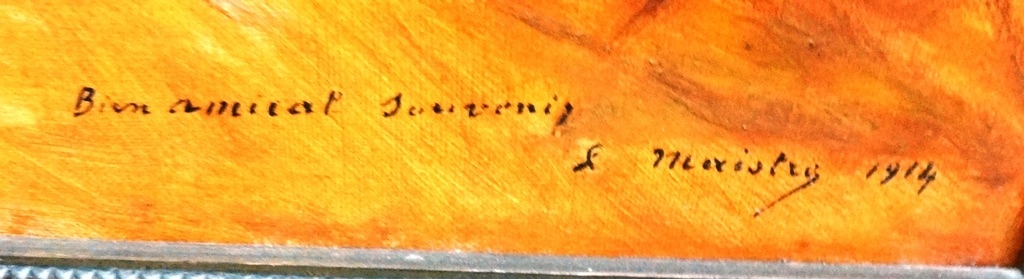 Bien amical Souvenir
L Maistre 1914